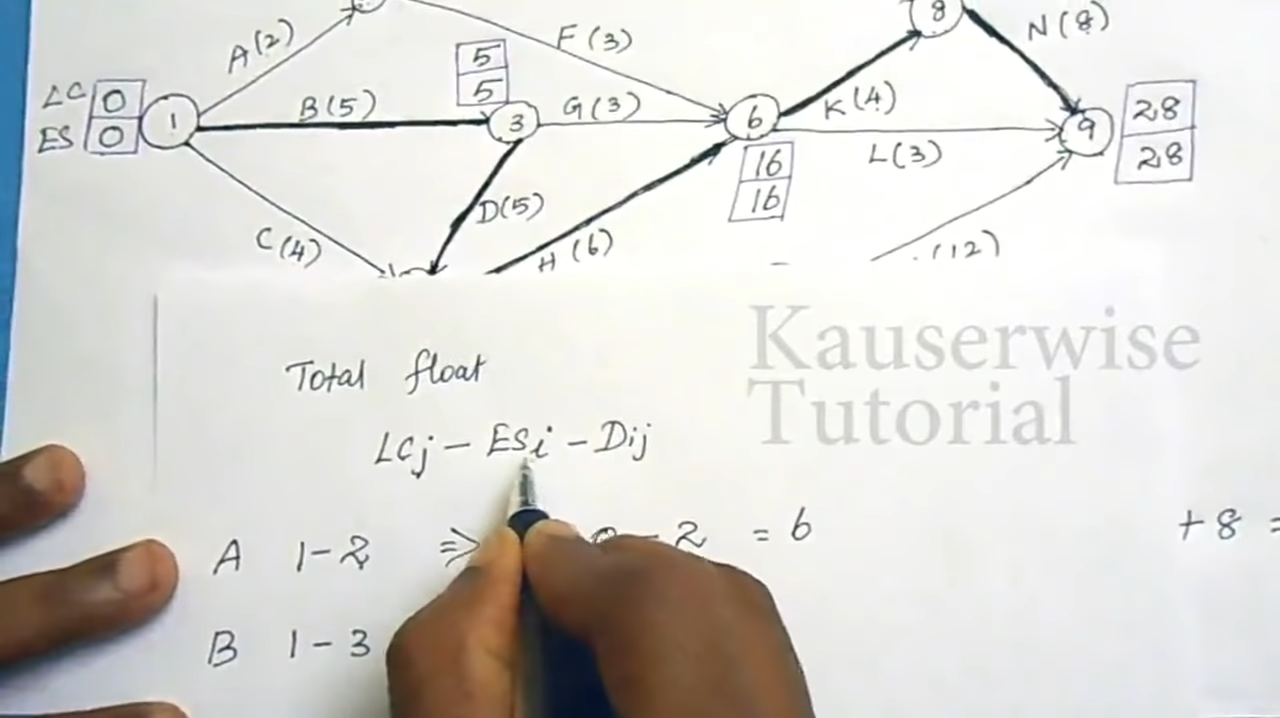 8
N(8)
A(2)
F(3)
5
5
LC 0
ES 0
1
B(5)
3
G(3)
6
K(4)
9
28
28
L(3)
16
16
D(5)
C(4)
H(6)
(12)
Total float
LCj - ESi - Dij
Kauserwise
Tutorial
A 1-2 ⇒ 0 - 2 = 6
+8 =
B 1-3